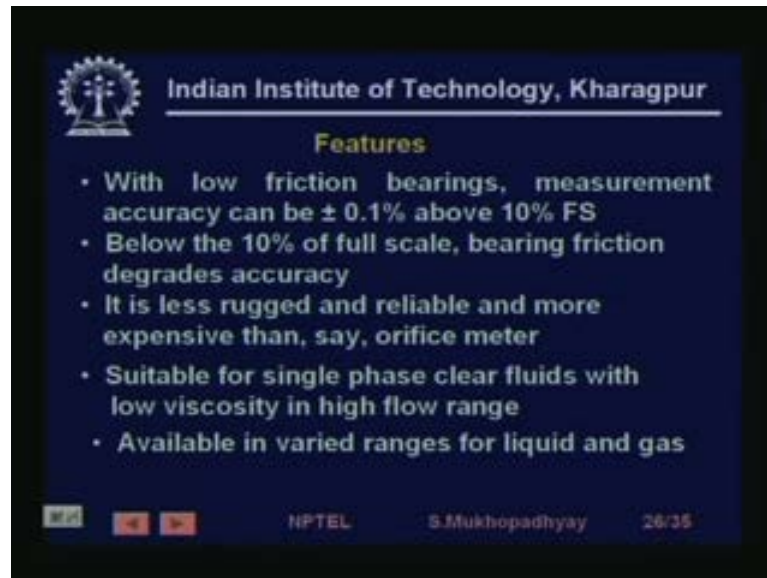 Indian Institute of Technology, Kharagpur
Features
• With low friction bearings, measurement
accuracy can be ± 0.1% above 10% FS
• Below the 10% of full scale, bearing friction
degrades accuracy
• It is less rugged and reliable and more
expensive than, say, orifice meter
• Suitable for single phase clear fluids with
low viscosity in high flow range
• Available in varied ranges for liquid and gas
NPTEL S.Mukhopadhyay 26/35